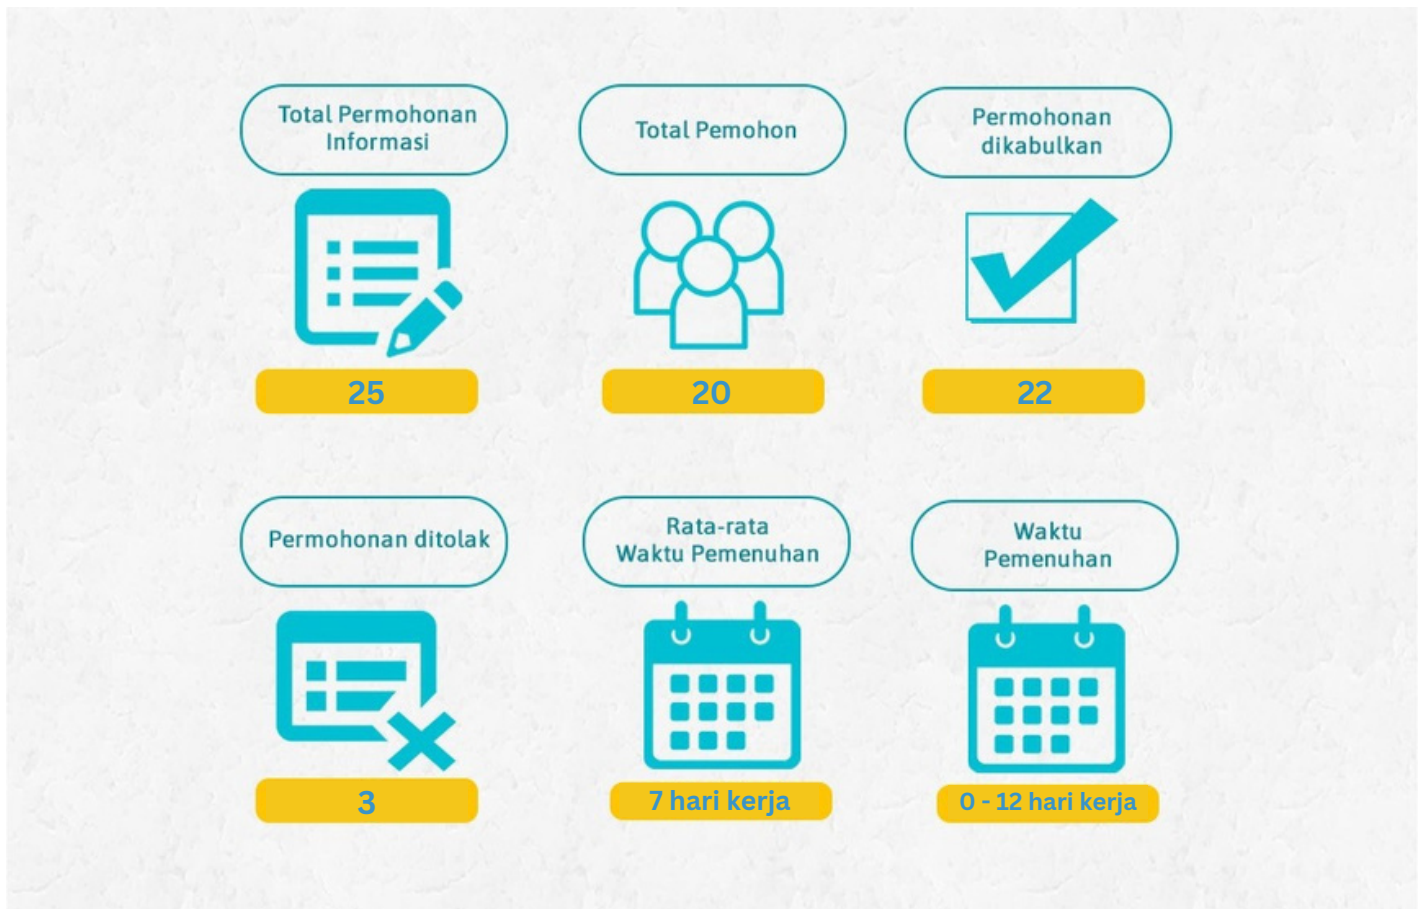 Total Permohonan
Informasi
Total Pemohon
Permohonan
dikabulkan
25
20
22
Permohonan ditolak
Rata-rata
Waktu Pemenuhan
Waktu
Pemenuhan
3
7 hari kerja
0 - 12 hari kerja